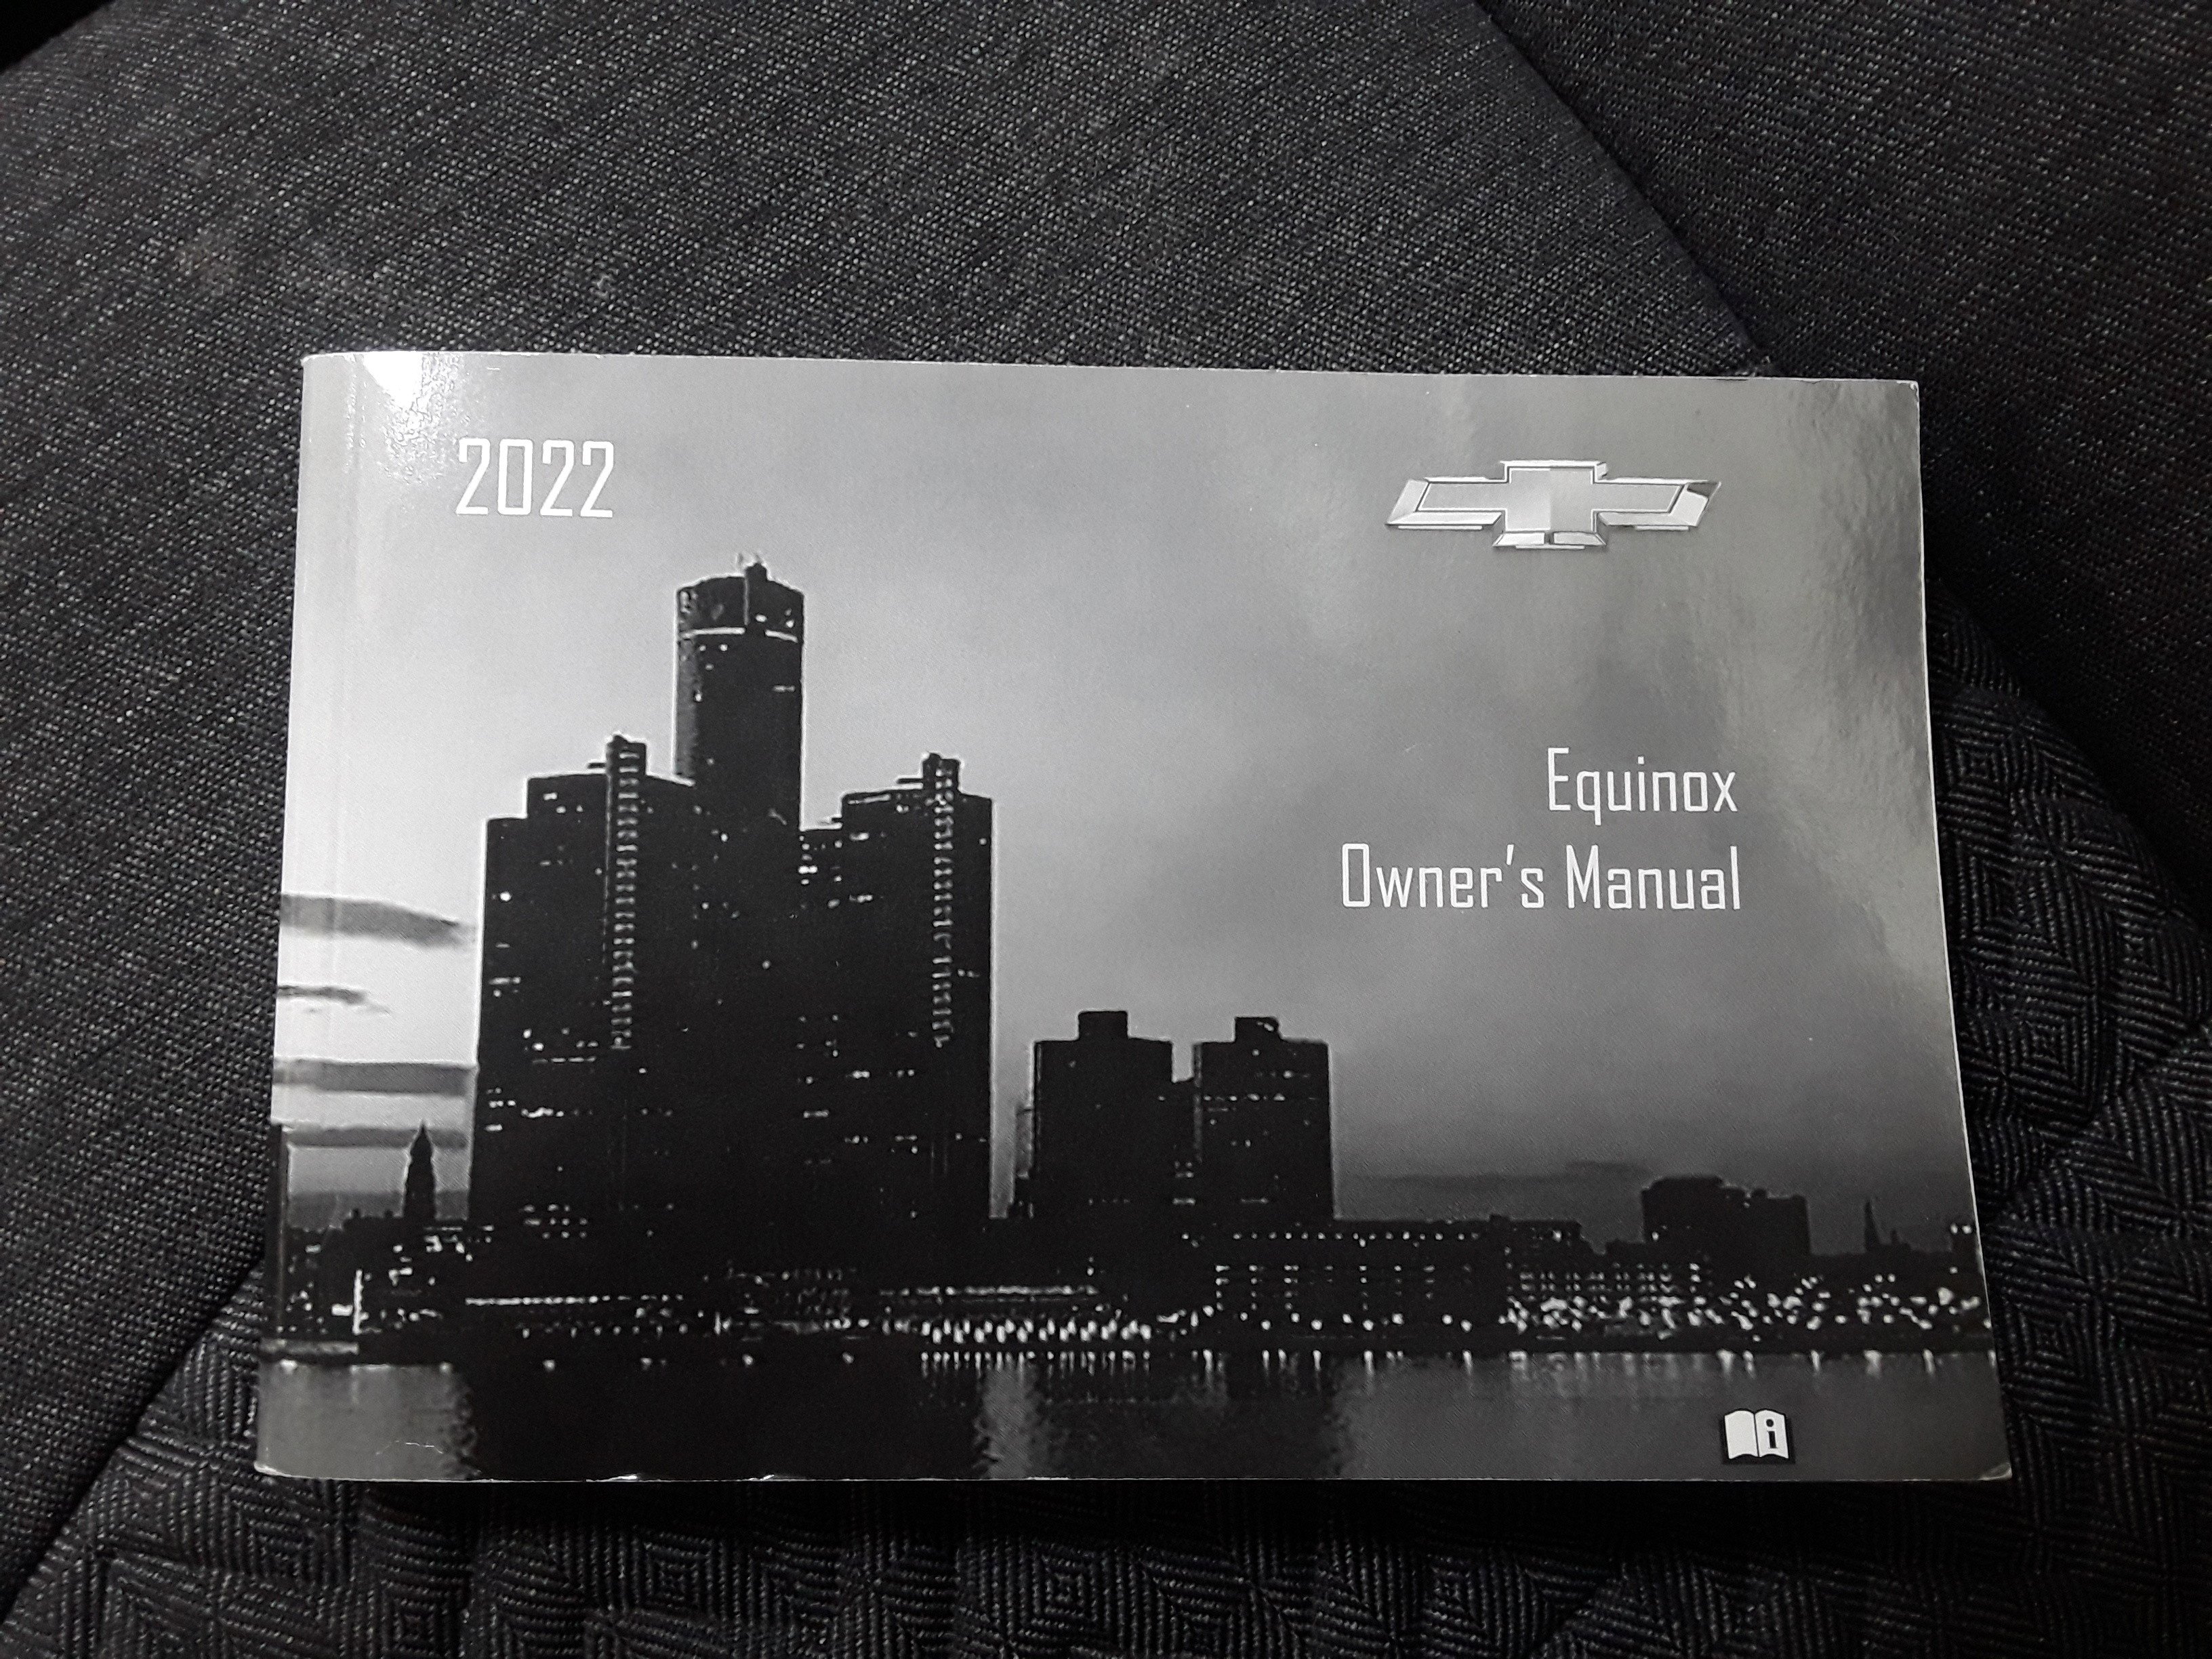 2022
Equinox
Owner's Manual
i